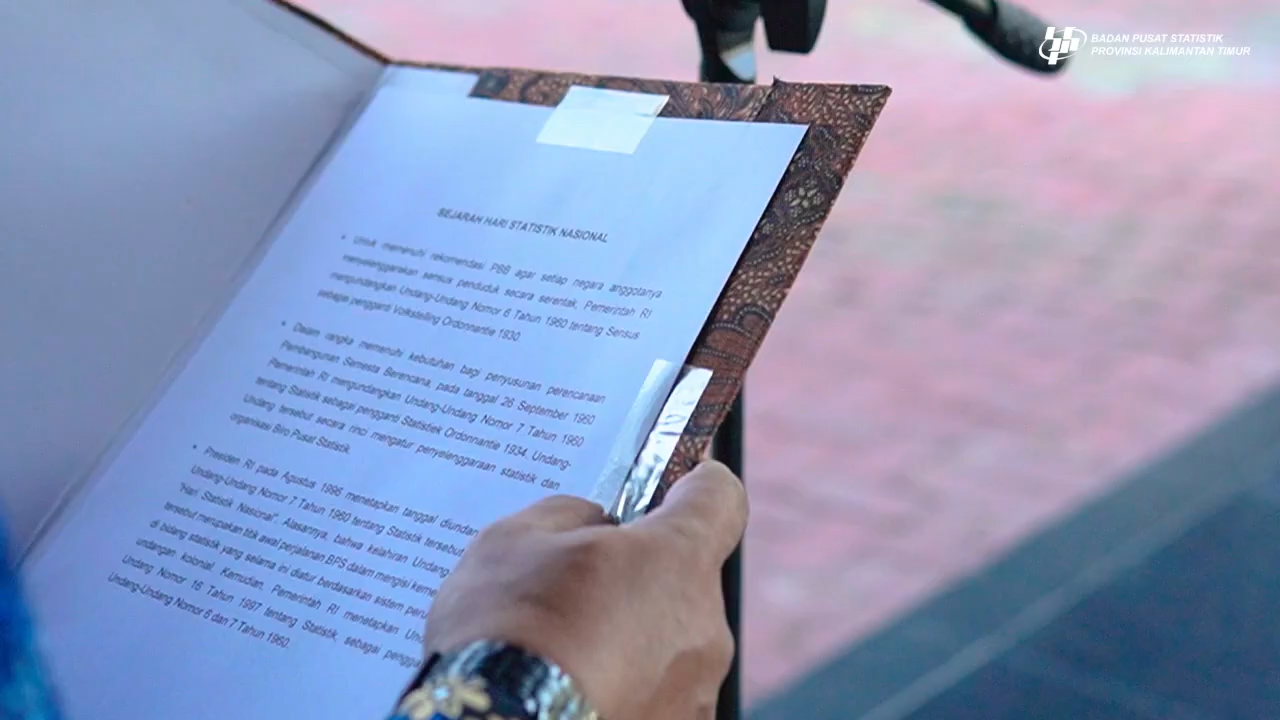 BADAN PUSAT STATISTIK
PROVINSI KALIMANTAN TIMUR
SEJARAH HARI STATISTIK NASIONAL
• Untuk memenuhi rekomendasi PBB agar setiap negara anggotanya
menyelenggarakan sensus penduduk secara serentak, Pemerintah RI
mengundangkan Undang-Undang Nomor 6 Tahun 1960 tentang Sensus
sebagai pengganti Volkstelling Ordonnantie 1930.
• Dalam rangka memenuhi kebutuhan bagi penyusunan perencanaan
Pembangunan Semesta Berencana, pada tanggal 26 September 1960
Pemerintah RI mengundangkan Undang-Undang Nomor 7 Tahun 1960
tentang Statistik sebagai pengganti Statistiek Ordonnantie 1934. Undang-
Undang tersebut secara rinci mengatur penyelenggaraan statistik dan
organisasi Biro Pusat Statistik.
• Presiden RI pada Agustus 1996 menetapkan tanggal diundan
Undang-Undang Nomor 7 Tahun 1960 tentang Statistik tersebut
"Hari Statistik Nasional". Alasannya, bahwa kelahiran Undang
tersebut merupakan titik awal perjalanan BPS dalam mengisi keme
di bidang statistik yang selama ini diatur berdasarkan sistem peru
undangan kolonial. Kemudian, Pemerintah RI menetapkan Un
Undang Nomor 16 Tahun 1997 tentang Statistik, sebagai pengga
Undang-Undang Nomor 6 dan 7 Tahun 1960.